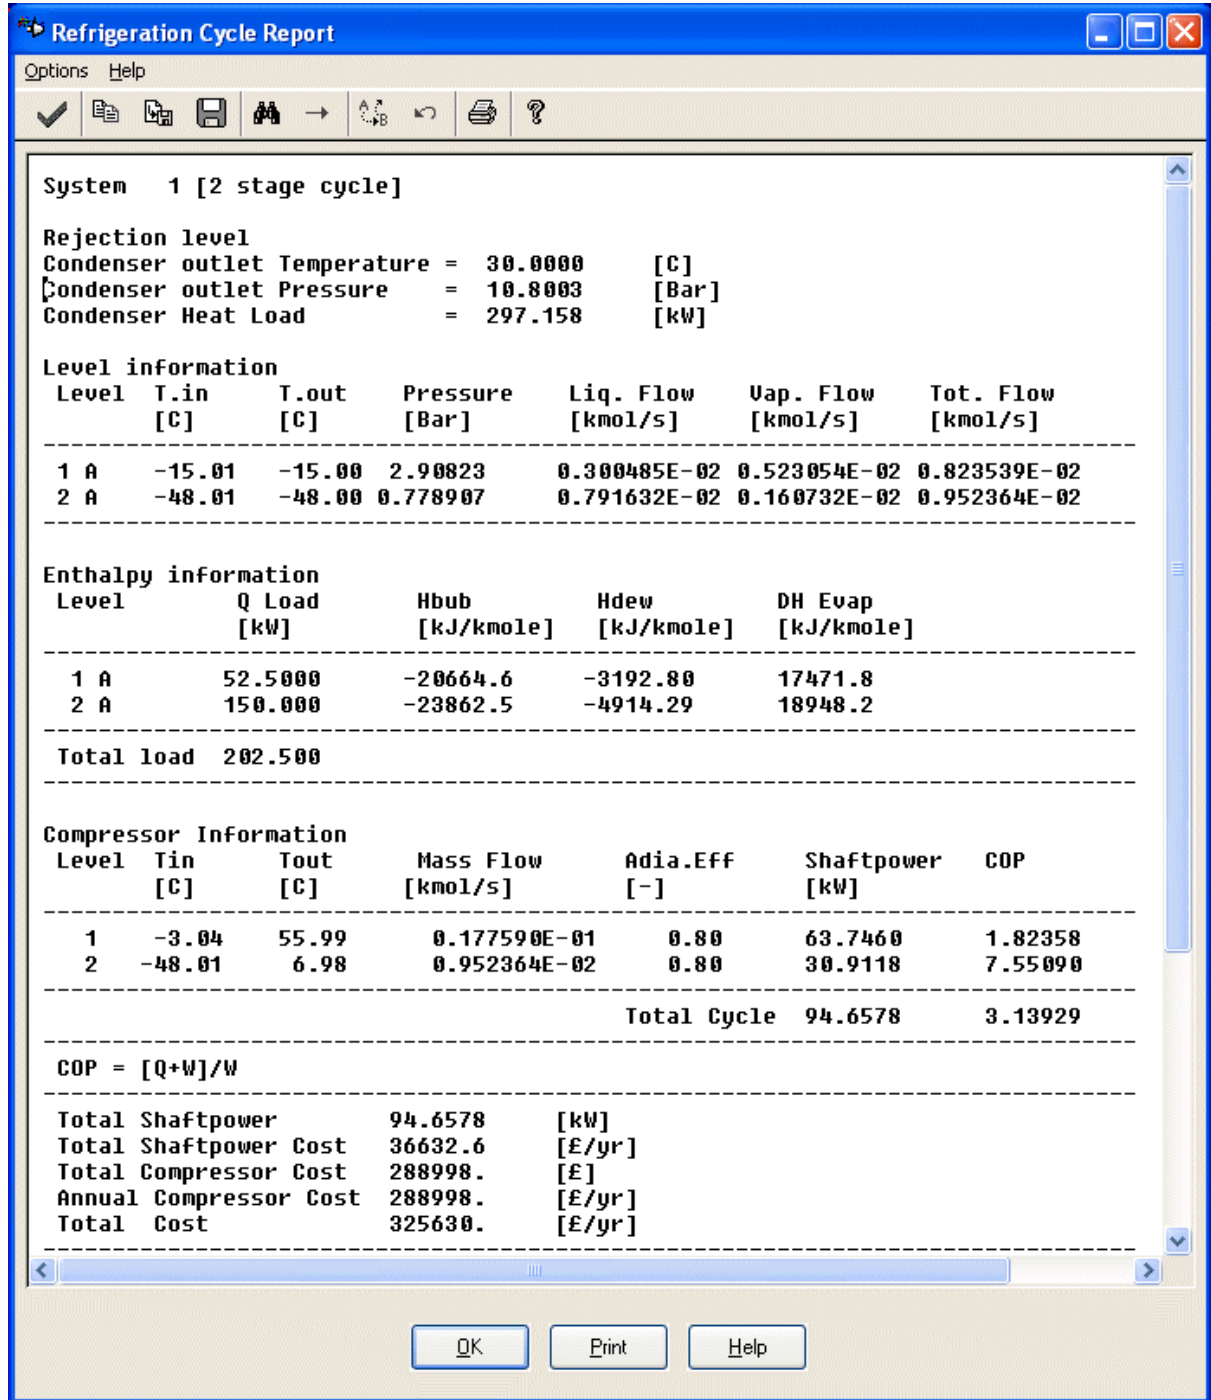 Refrigeration Cycle Report
Options Help
System 1 [2 stage cycle]
Rejection level
Condenser outlet Temperature = 30.0000 [C]
Condenser outlet Pressure = 10.8003 [Bar]
Condenser Heat Load = 297.158 [kW]
Level information
Level T.in T.out Pressure Liq. Flow Vap. Flow Tot. Flow
[C] [C] [Bar] [kmol/s] [kmol/s] [kmol/s]
1 A -15.01 -15.00 2.90823 0.300485E-02 0.523054E-02 0.823539E-02
2 A -48.01 -48.00 0.778907 0.791632E-02 0.160732E-02 0.952364E-02
Enthalpy information
Level Q Load Hbub Hdew DH Evap
[kW] [kJ/kmole] [kJ/kmole] [kJ/kmole]
1 A 52.5000 -20664.6 -3192.80 17471.8
2 A 150.000 -23862.5 -4914.29 18948.2
Total load 202.500
Compressor Information
Level Tin Tout Mass Flow Adia.Eff Shaftpower COP
[C] [C] [kmol/s] [-] [kW]
1 -3.04 55.99 0.177590E-01 0.80 63.7460 1.82358
2 -48.01 6.98 0.952364E-02 0.80 30.9118 7.55090
Total Cycle 94.6578 3.13929
COP = [Q+W]/W
Total Shaftpower 94.6578 [kW]
Total Shaftpower Cost 36632.6 [£/yr]
Total Compressor Cost 288998. [£]
Annual Compressor Cost 288998. [£/yr]
Total Cost 325630. [£/yr]
OK Print Help